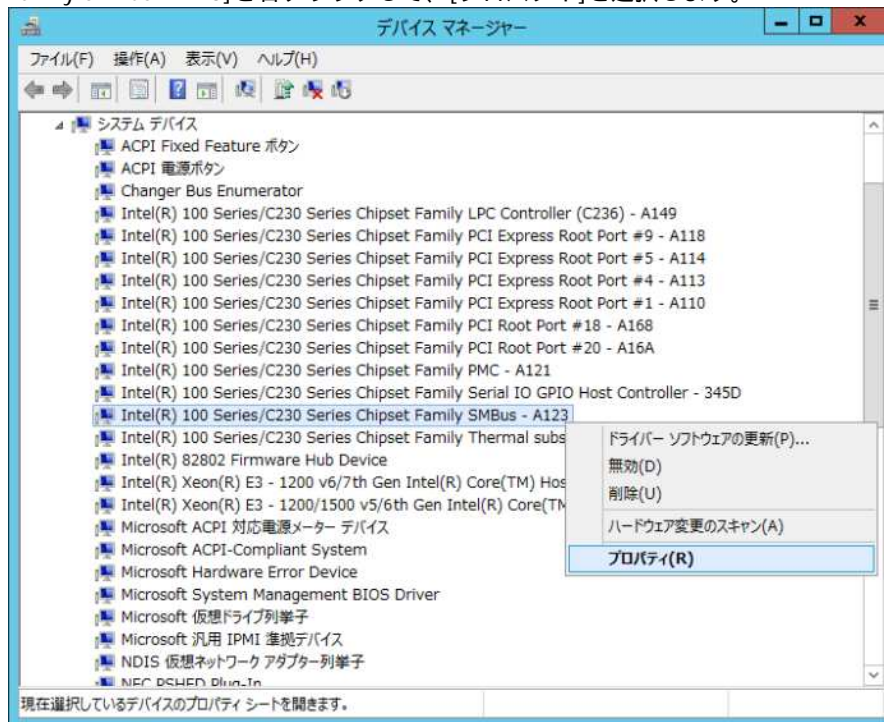 デバイス マネージャー
ファイル(F) 操作(A) 表示(V) ヘルプ(H)
システム デバイス
ACPI Fixed Feature ボタン
ACPI 電源ボタン
Changer Bus Enumerator
Intel(R) 100 Series/C230 Series Chipset Family LPC Controller (C236) - A149
Intel(R) 100 Series/C230 Series Chipset Family PCI Express Root Port #9 - A118
Intel(R) 100 Series/C230 Series Chipset Family PCI Express Root Port #5 - A114
Intel(R) 100 Series/C230 Series Chipset Family PCI Express Root Port #4 - A113
Intel(R) 100 Series/C230 Series Chipset Family PCI Express Root Port #1 - A110
Intel(R) 100 Series/C230 Series Chipset Family PCI Root Port #18 - A168
Intel(R) 100 Series/C230 Series Chipset Family PCI Root Port #20 - A16A
Intel(R) 100 Series/C230 Series Chipset Family PMC - A121
Intel(R) 100 Series/C230 Series Chipset Family Serial IO GPIO Host Controller - 345D
Intel(R) 100 Series/C230 Series Chipset Family SMBus - A123
Intel(R) 100 Series/C230 Series Chipset Family Thermal subs
Intel(R) 82802 Firmware Hub Device
Intel(R) Xeon(R) E3 - 1200 v6/7th Gen Intel(R) Core(TM) Hos
Intel(R) Xeon(R) E3 - 1200/1500 v5/6th Gen Intel(R) Core(TM
Microsoft ACPI 対応電源メーター デバイス
Microsoft ACPI-Compliant System
Microsoft Hardware Error Device
Microsoft System Management BIOS Driver
Microsoft 仮想ドライブ列挙子
Microsoft 汎用 IPMI 準拠デバイス
NDIS 仮想ネットワーク アダプター列挙子
NEC PSHED Plug-In
ドライバー ソフトウェアの更新(P)...
無効(D)
削除(U)
ハードウェア変更のスキャン(A)
プロパティ(R)
現在選択しているデバイスのプロパティ シートを開きます。